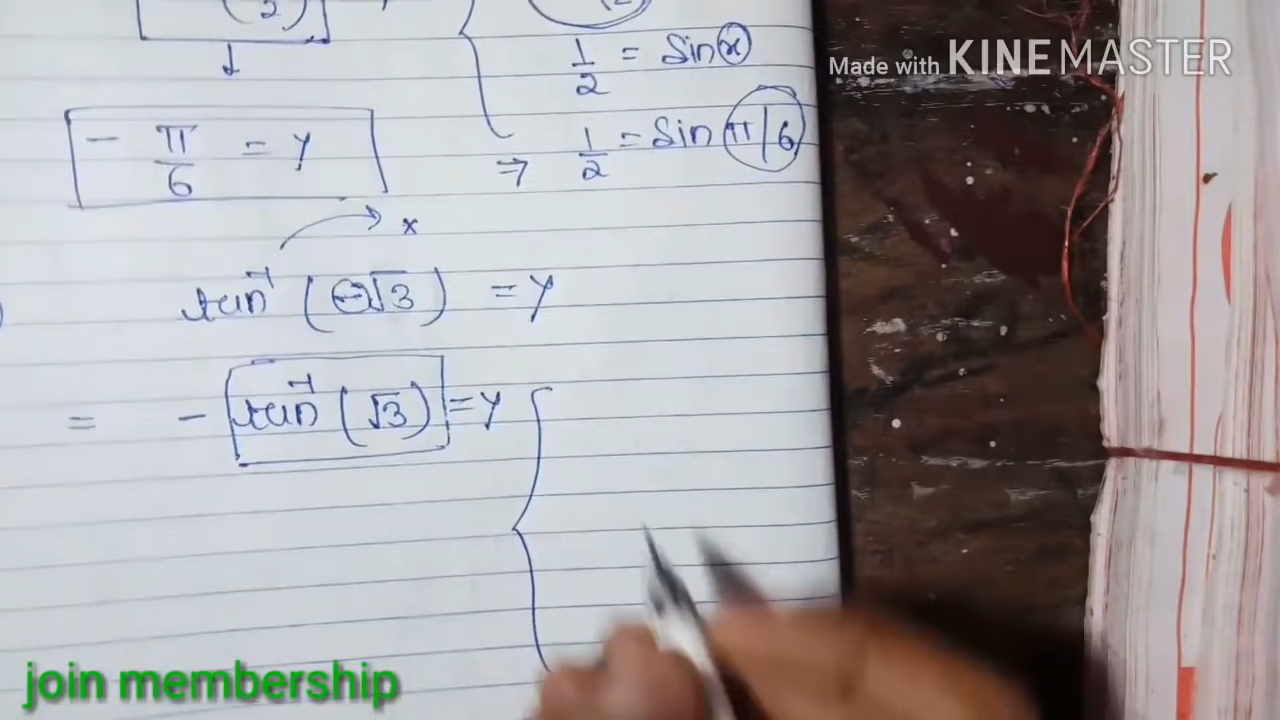 1/2 = Sin x
Made with KINEMASTER
- π/6 = y
⇒ 1/2 = Sin π/6
x
tan⁻¹ (-√3) = y
= - tan⁻¹ (√3) = y
join membership